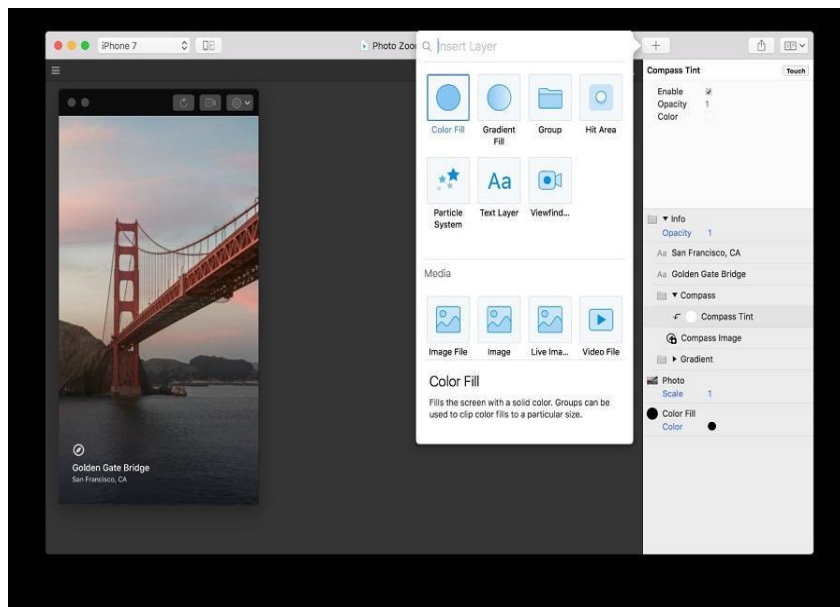 iPhone 7
Photo Zoo
Insert Layer
Color Fill
Gradient
Fill
Group
Hit Area
Particle
System
Text Layer
Viewfind...
Aa
Media
Image File
Image
Live Ima...
Video File
Color Fill
Fills the screen with a solid color. Groups can be
used to clip color fills to a particular size.
Compass Tint
Touch
Enable
Opacity 1
Color
Info
Opacity 1
Aa San Francisco, CA
Aa Golden Gate Bridge
Compass
Compass Tint
Compass Image
Gradient
Photo
Scale 1
Color Fill
Color
Golden Gate Bridge
San Francisco, CA